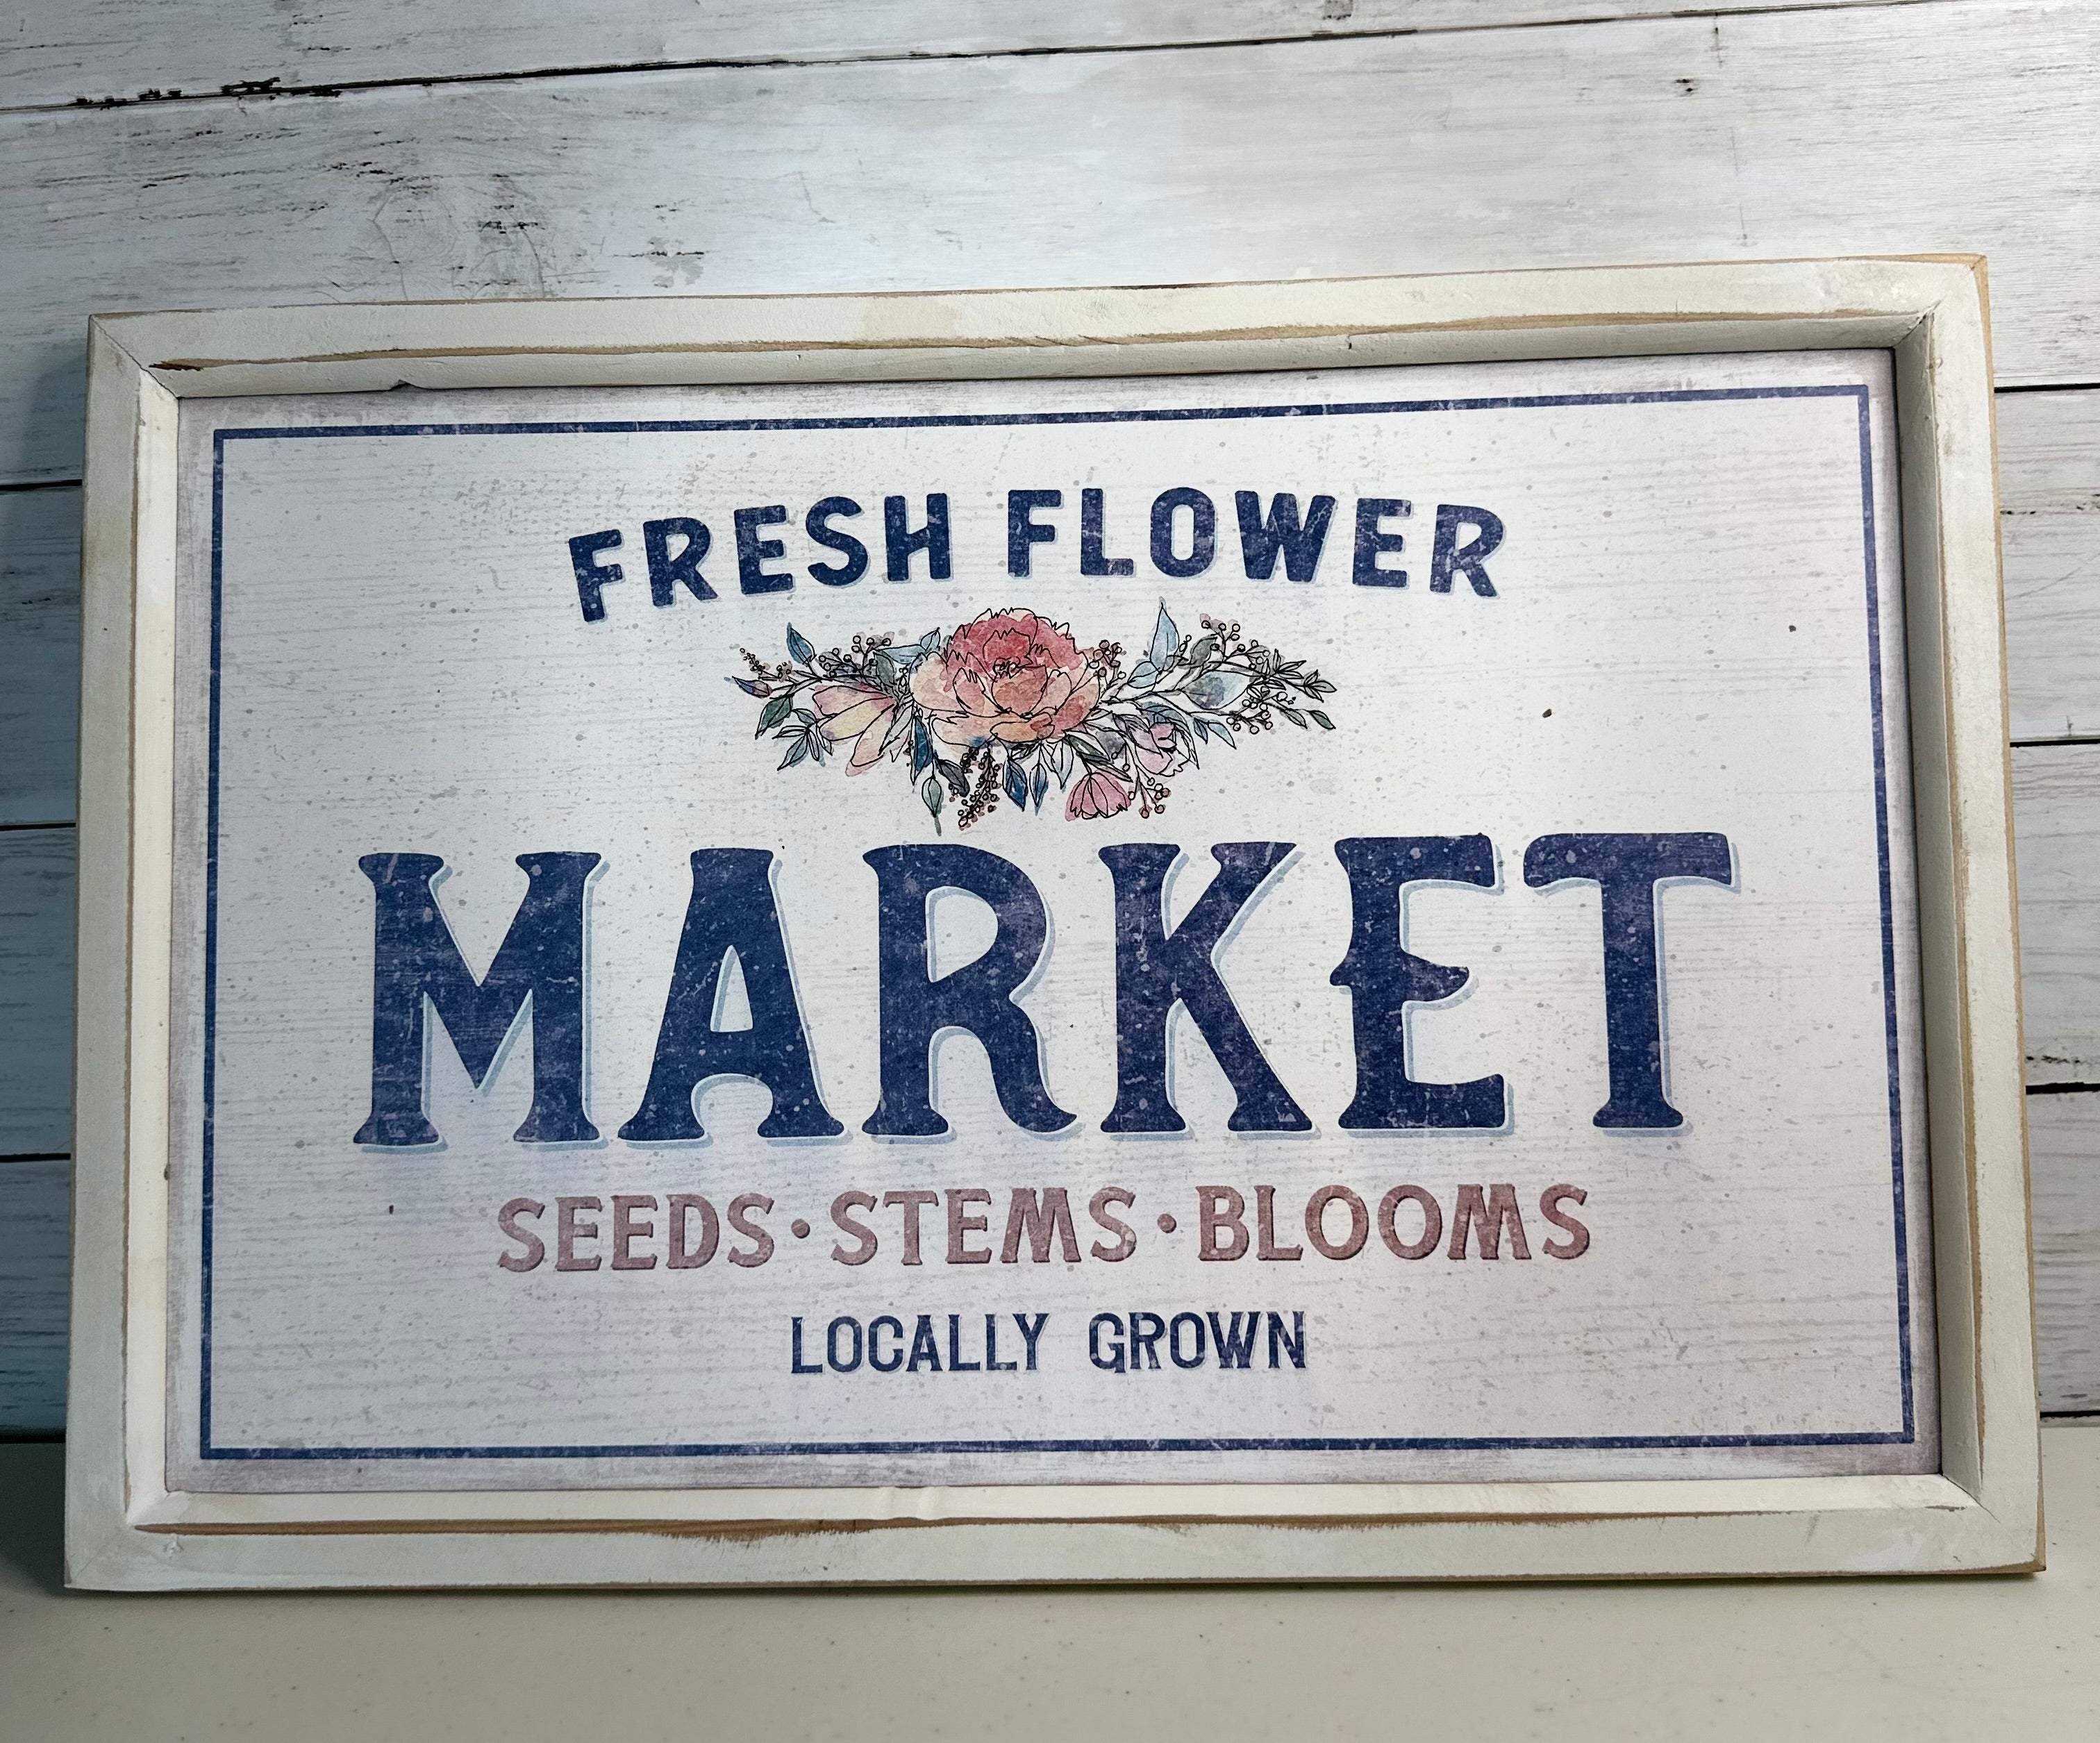 FRESH FLOWER
MARKET
SEEDS·STEMS·BLOOMS
LOCALLY GROWN